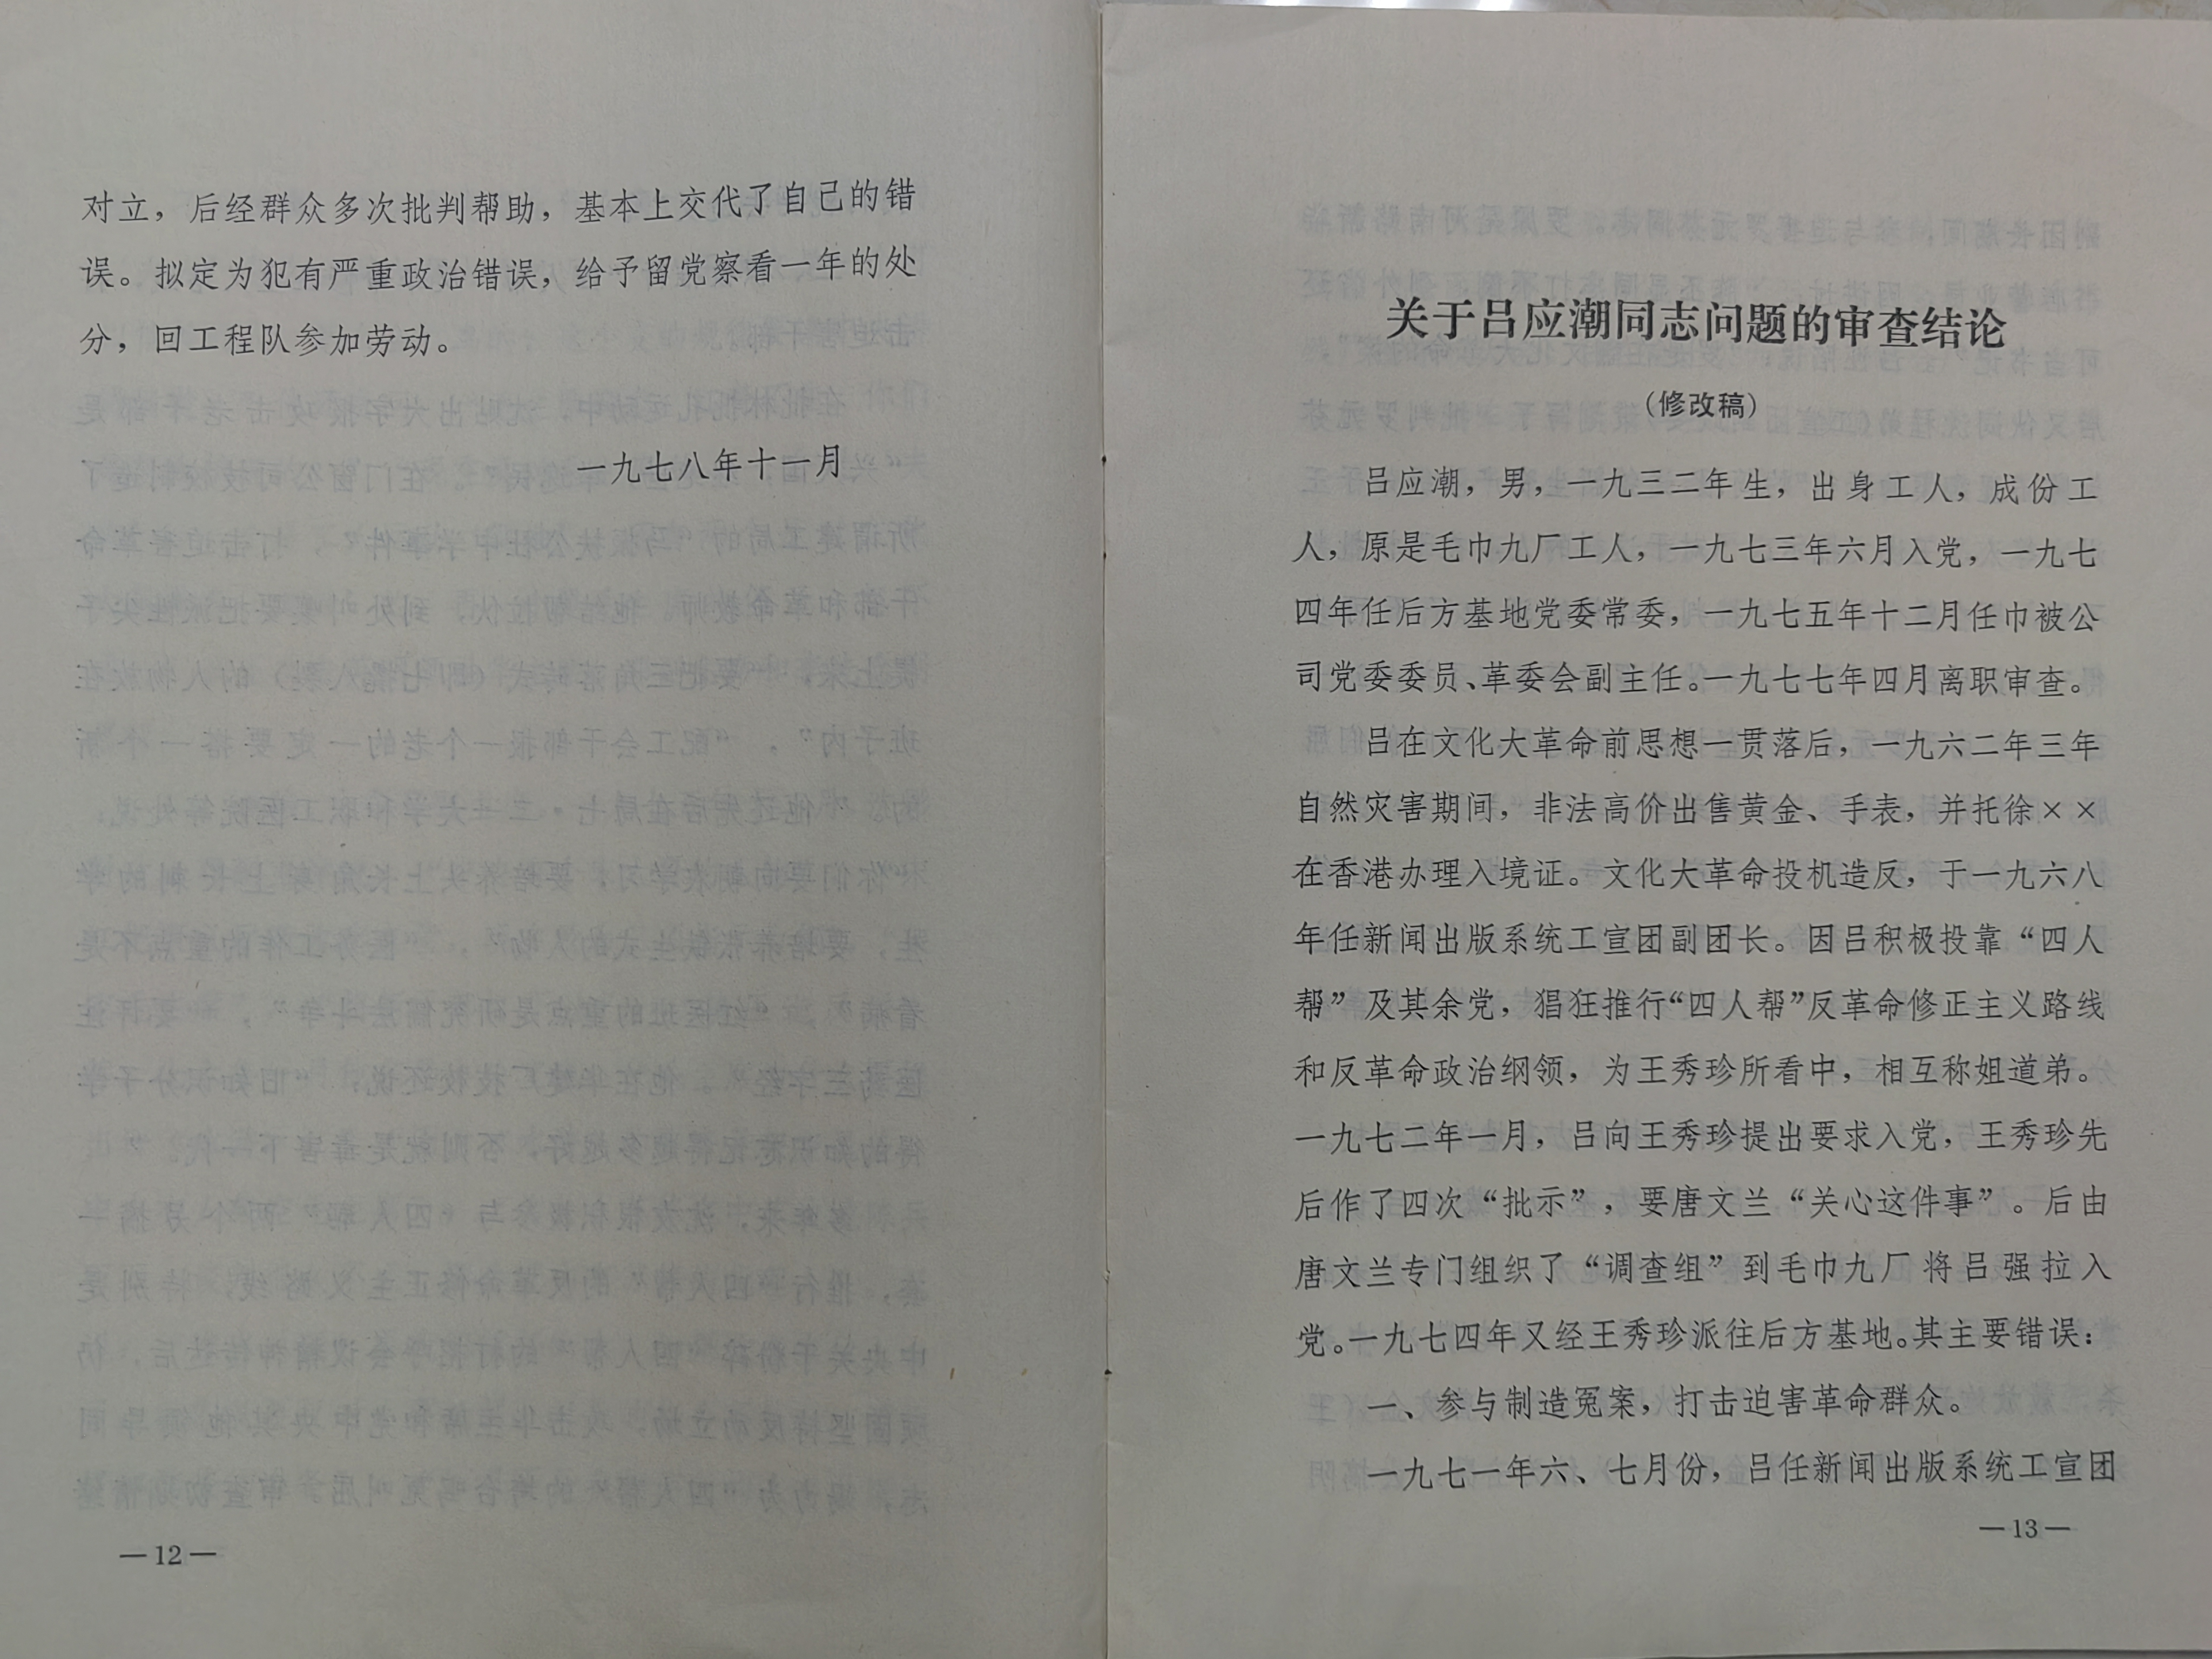 对立，后经群众多次批判帮助，基本上交代了自己的错
误。拟定为犯有严重政治错误，给予留党察看一年的处
分，回工程队参加劳动。
一九七八年十一月
—12—
关于吕应潮同志问题的审查结论
（修改稿）
吕应潮，男，一九三二年生，出身工人，成份工
人，原是毛巾九厂工人，一九七三年六月入党，一九七
四年任后方基地党委常委，一九七五年十二月任巾被公
司党委委员、革委会副主任。一九七七年四月离职审查。
吕在文化大革命前思想一贯落后，一九六二年三年
自然灾害期间，非法高价出售黄金、手表，并托徐××
在香港办理入境证。文化大革命投机造反，于一九六八
年任新闻出版系统工宣团副团长。因吕积极投靠“四人
帮”及其余党，猖狂推行“四人帮”反革命修正主义路线
和反革命政治纲领，为王秀珍所看中，相互称姐道弟。
一九七二年一月，吕向王秀珍提出要求入党，王秀珍先
后作了四次“批示”，要唐文兰“关心这件事”。后由
唐文兰专门组织了“调查组”到毛巾九厂将吕强拉入
党。一九七四年又经王秀珍派往后方基地。其主要错误：
一、参与制造冤案，打击迫害革命群众。
一九七一年六、七月份，吕任新闻出版系统工宣团
—13—